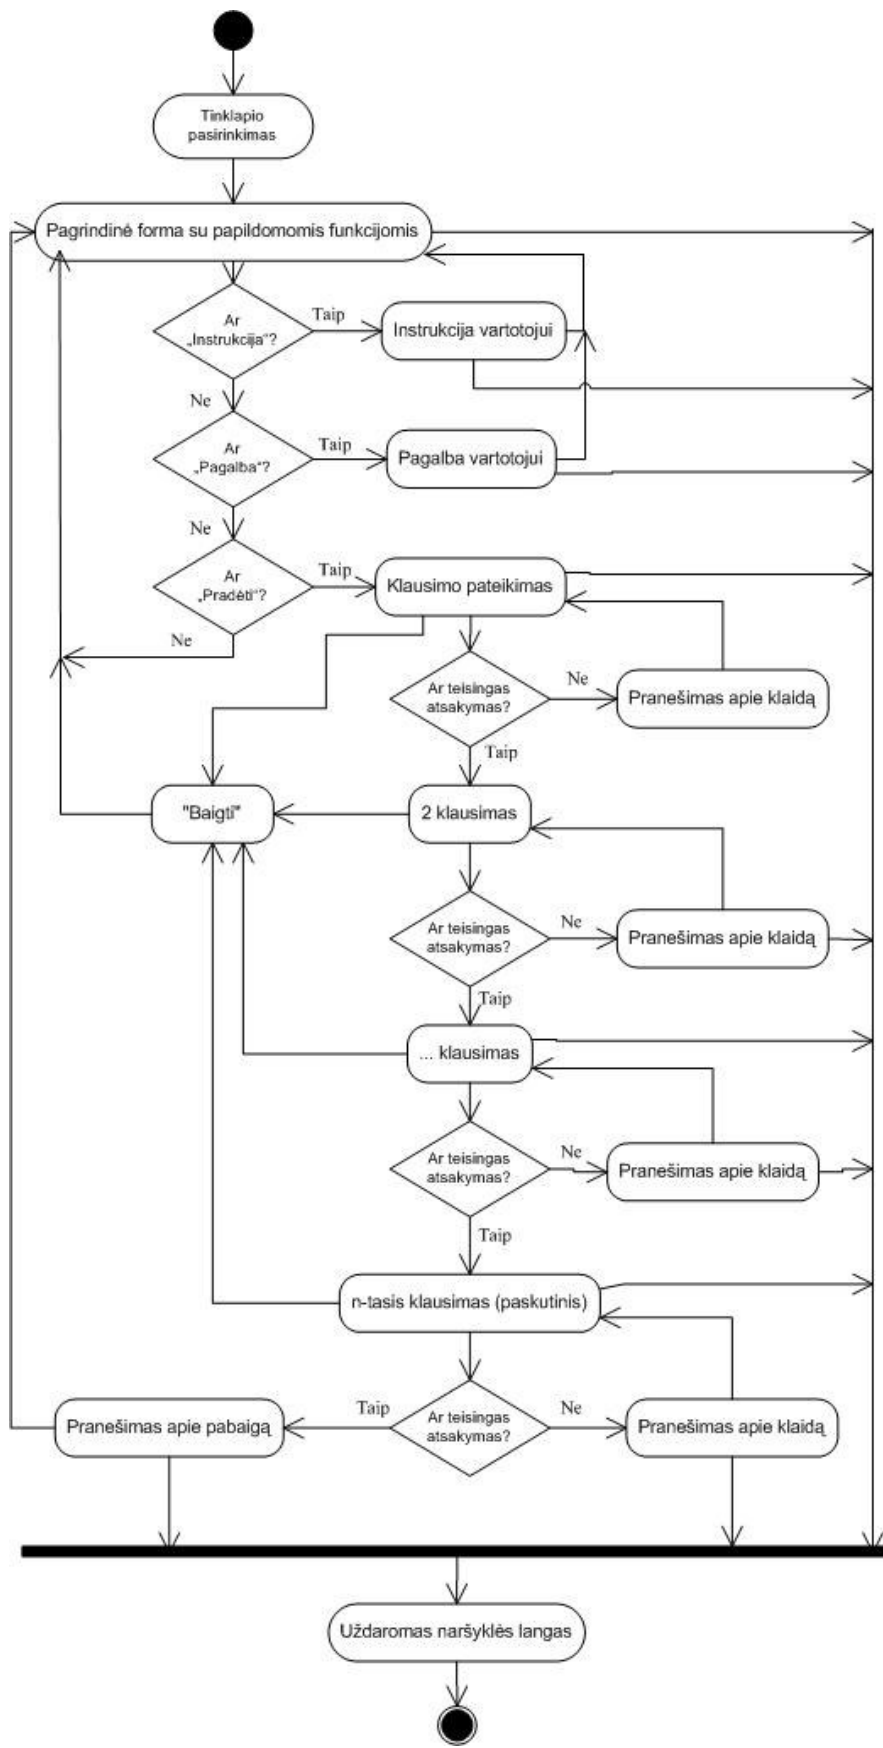 Tinklapio
pasirinkimas
Pagrindinė forma su papildomomis funkcijomis
Ar
„Instrukcija“?
Taip
Instrukcija vartotojui
Ne
Ar
„Pagalba“?
Taip
Pagalba vartotojui
Ne
Ar
„Pradėti“?
Taip
Klausimo pateikimas
Ne
Ar teisingas
atsakymas?
Ne
Pranešimas apie klaidą
Taip
"Baigti"
2 klausimas
Ar teisingas
atsakymas?
Ne
Pranešimas apie klaidą
Taip
... klausimas
Ar teisingas
atsakymas?
Ne
Pranešimas apie klaidą
Taip
n-tasis klausimas (paskutinis)
Pranešimas apie pabaigą
Taip
Ar teisingas
atsakymas?
Ne
Pranešimas apie klaidą
Uždaromas naršyklės langas